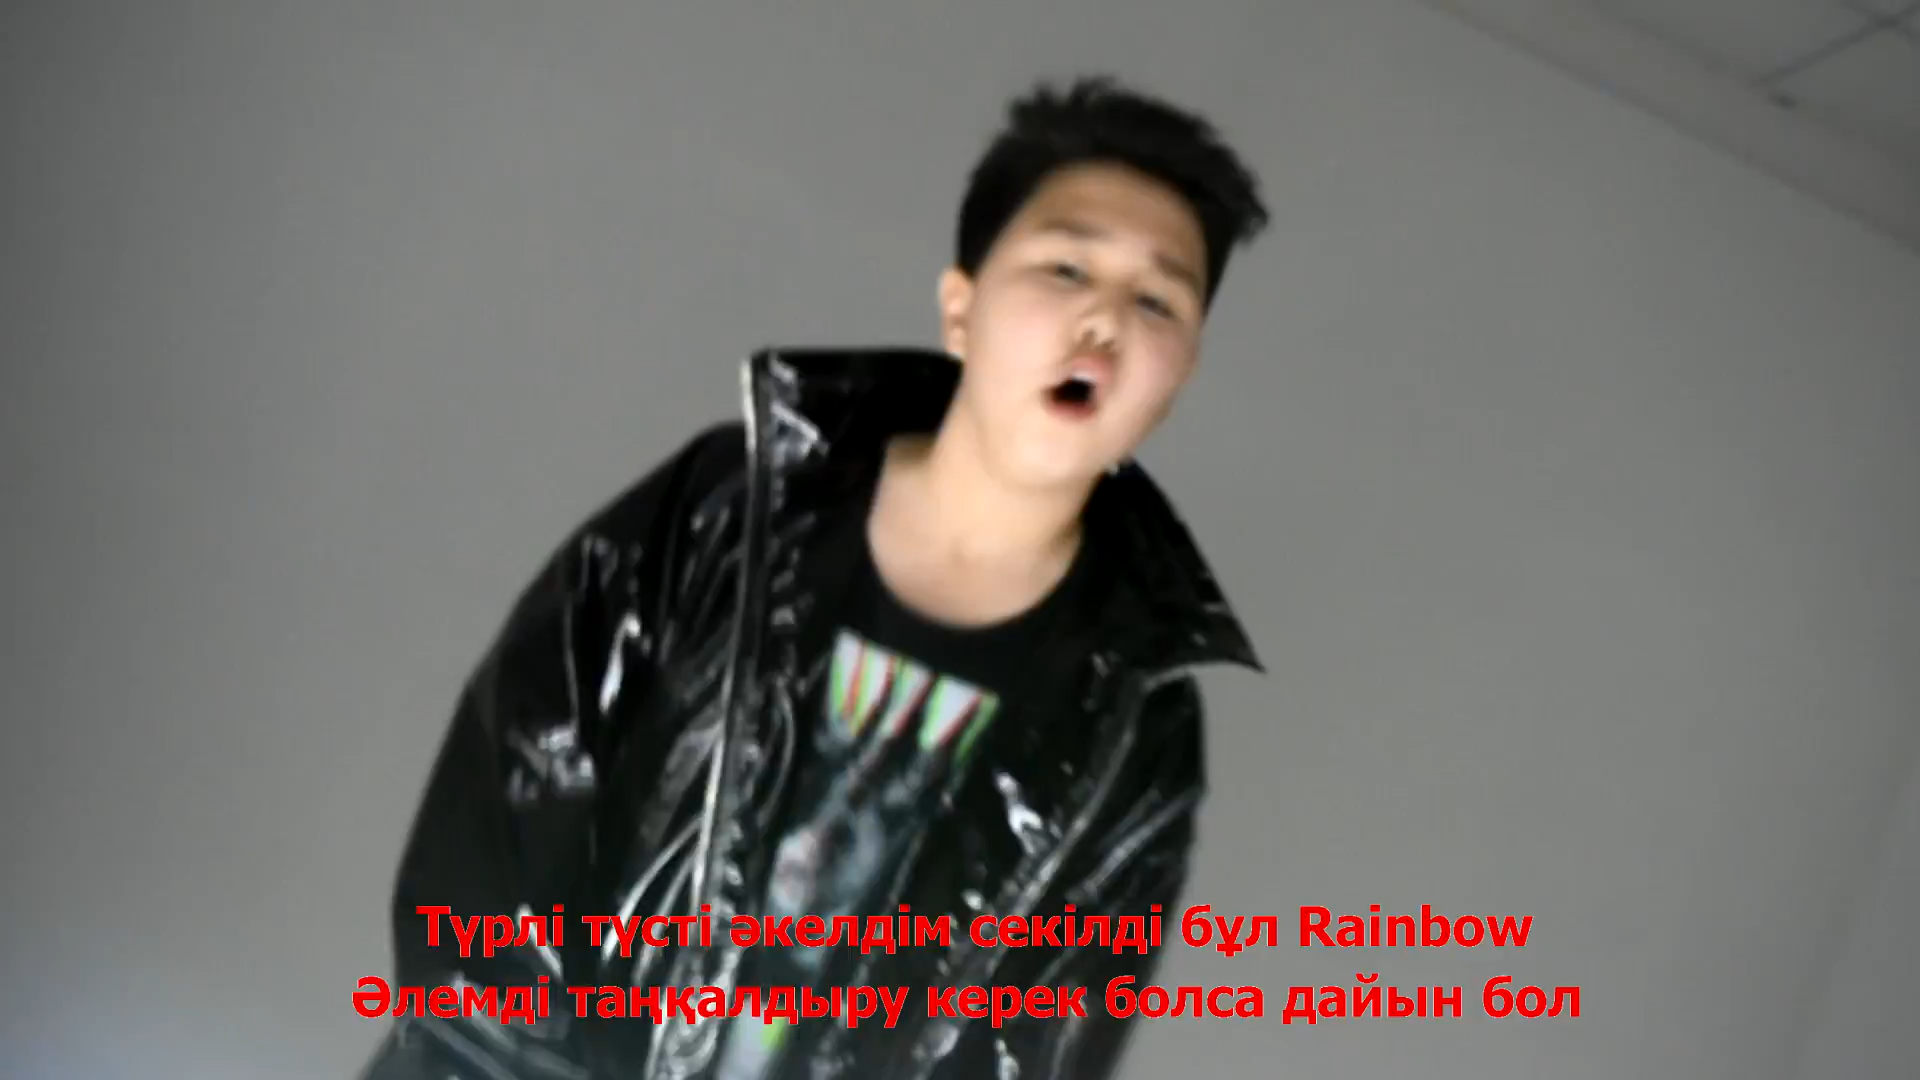 Түрлі түсті әкелдім секілді бұл Rainbow
Әлемді таңқалдыру керек болса дайын бол